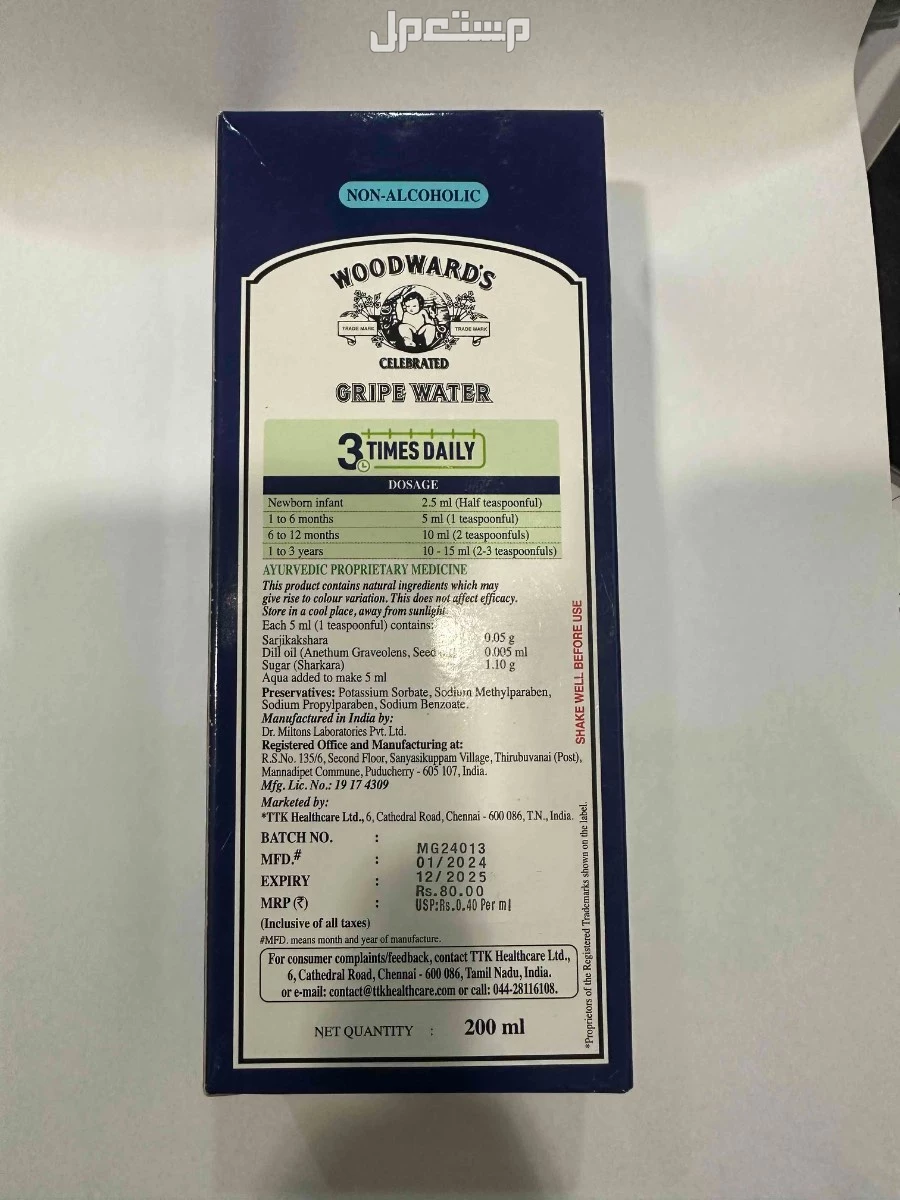 مستعمل
NON-ALCOHOLIC
WOODWARD'S
TRADE MARK TRADE MARK
CELEBRATED
GRIPE WATER
3 TIMES DAILY
DOSAGE
Newborn infant 2.5 ml (Half teaspoonful)
1 to 6 months 5 ml (1 teaspoonful)
6 to 12 months 10 ml (2 teaspoonfuls)
1 to 3 years 10 - 15 ml (2-3 teaspoonfuls)
AYURVEDIC PROPRIETARY MEDICINE
This product contains natural ingredients which may
give rise to colour variation. This does not affect efficacy.
Store in a cool place, away from sunlight
Each 5 ml (1 teaspoonful) contains:
Sarjikakshara 0.05 g
Dill oil (Anethum Graveolens, Seed 0.005 ml
Sugar (Sharkara) 1.10 g
Aqua added to make 5 ml
Preservatives: Potassium Sorbate, Sodium Methylparaben,
Sodium Propylparaben, Sodium Benzoate.
Manufactured in India by:
Dr. Miltons Laboratories Pvt. Ltd.
Registered Office and Manufacturing at:
R.S.No. 135/6, Second Floor, Sanyasikuppam Village, Thirubuvanai (Post),
Mannadipet Commune, Puducherry - 605 107, India.
Mfg. Lic. No.: 19 17 4309
Marketed by:
*TTK Healthcare Ltd., 6, Cathedral Road, Chennai - 600 086, T.N., India.
BATCH NO. : MG24013
MFD.# : 01/2024
EXPIRY : 12/2025
MRP (₹) : Rs.80.00
USP:Rs.0.40 Per ml
(Inclusive of all taxes)
#MFD. means month and year of manufacture.
For consumer complaints/feedback, contact TTK Healthcare Ltd.,
6, Cathedral Road, Chennai - 600 086, Tamil Nadu, India.
or e-mail: contact@ttkhealthcare.com or call: 044-28116108.
NET QUANTITY : 200 ml
SHAKE WELL BEFORE USE
*Proprietors of the Registered Trademarks shown on the label.